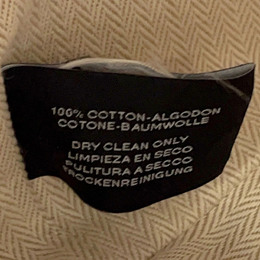 100% COTTON-ALGODON
COTONE-BAUMWOLLE
DRY CLEAN ONLY
LIMPIEZA EN SECO
PULITURA A SECCO
TROCKENREINIGUNG